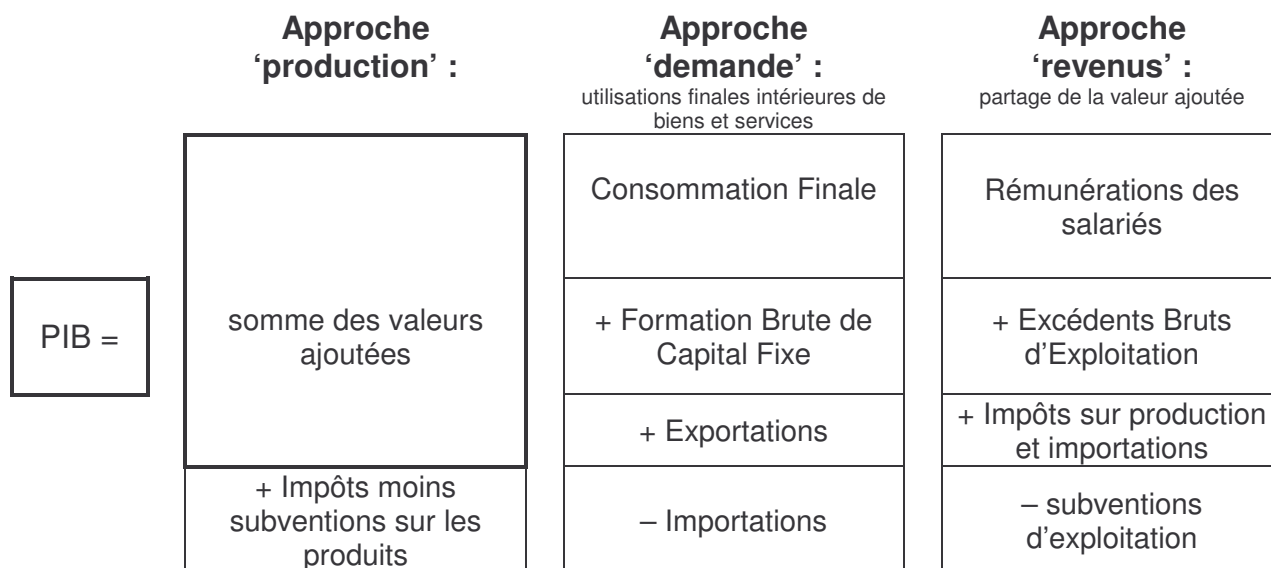 Approche
‘production’ :
Approche
‘demande’ :
utilisations finales intérieures de
biens et services
Approche
‘revenus’ :
partage de la valeur ajoutée
PIB =
somme des valeurs
ajoutées
+ Impôts moins
subventions sur les
produits
Consommation Finale
+ Formation Brute de
Capital Fixe
+ Exportations
– Importations
Rémunérations des
salariés
+ Excédents Bruts
d’Exploitation
+ Impôts sur production
et importations
– subventions
d’exploitation